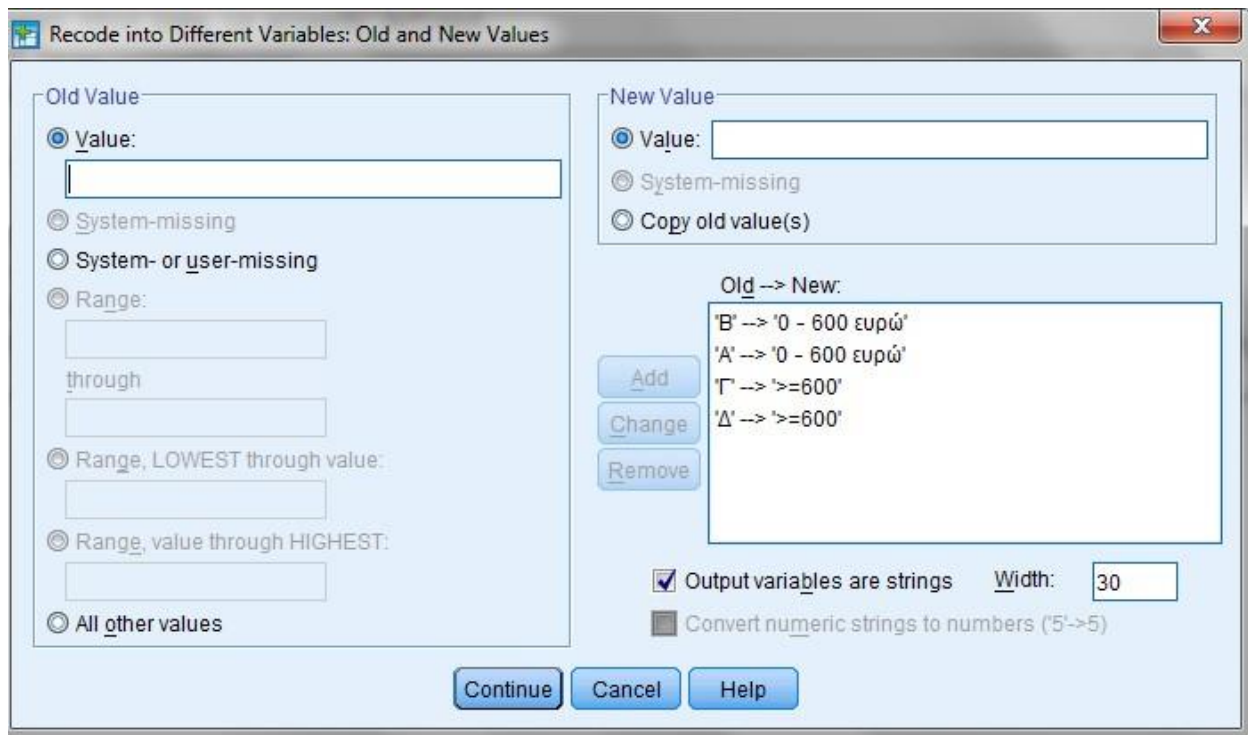 Recode into Different Variables: Old and New Values
Old Value
Value:
System-missing
System- or user-missing
Range:
through
Range, LOWEST through value:
Range, value through HIGHEST:
All other values
New Value
Value:
System-missing
Copy old value(s)
Old --> New:
'Β' --> '0 - 600 ευρώ'
'Α' --> '0 - 600 ευρώ'
'Γ' --> '>=600'
'Δ' --> '>=600'
Add
Change
Remove
Output variables are strings Width: 30
Convert numeric strings to numbers ('5'->5)
Continue Cancel Help